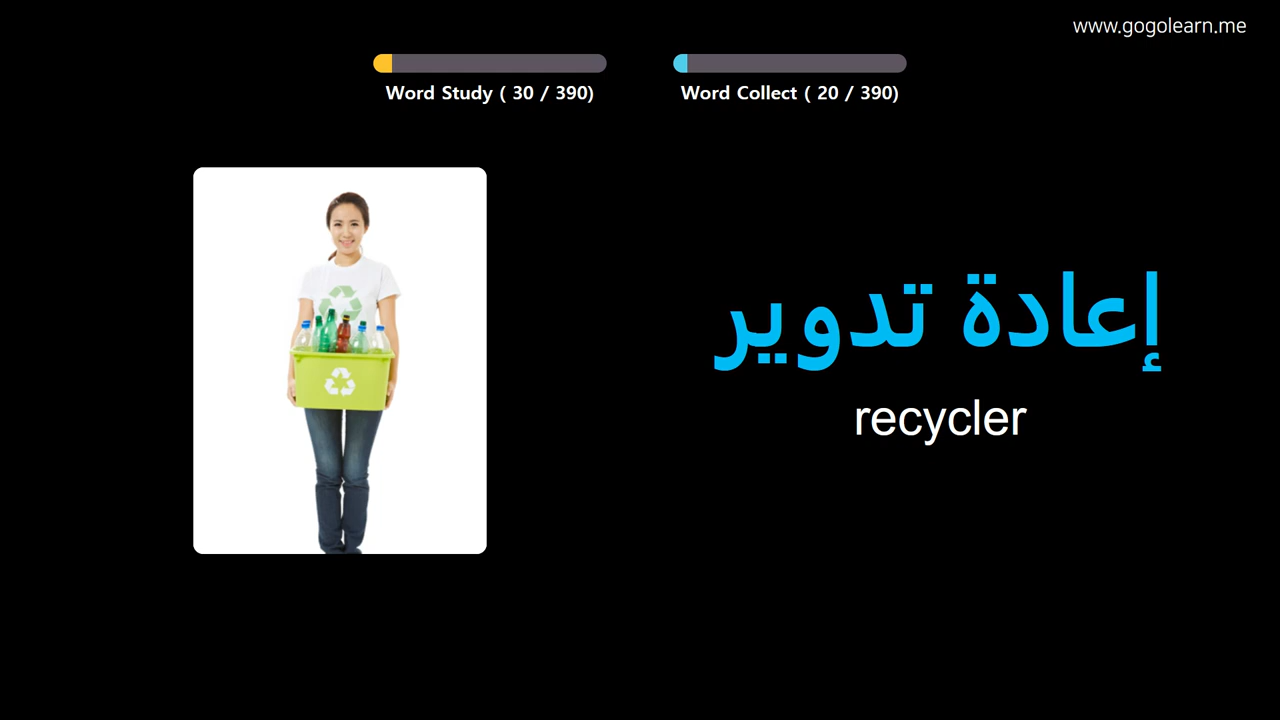 www.gogolearn.me
Word Study ( 30 / 390)
Word Collect ( 20 / 390)
إعادة تدوير
recycler